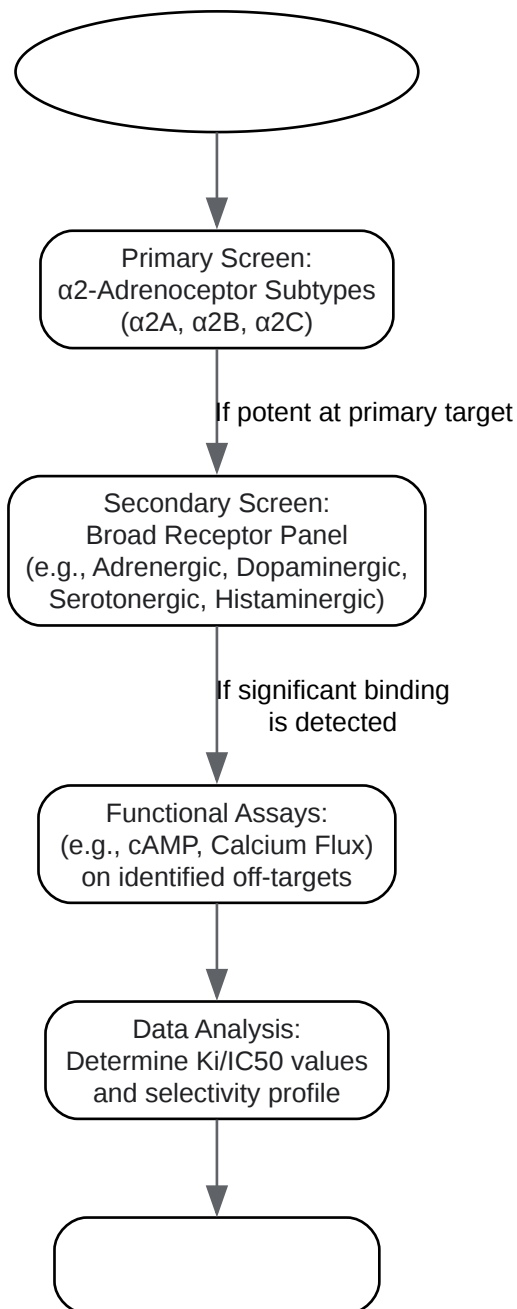 Primary Screen:
α2-Adrenoceptor Subtypes
(α2A, α2B, α2C)
If potent at primary target
Secondary Screen:
Broad Receptor Panel
(e.g., Adrenergic, Dopaminergic,
Serotonergic, Histaminergic)
If significant binding
is detected
Functional Assays:
(e.g., cAMP, Calcium Flux)
on identified off-targets
Data Analysis:
Determine Ki/IC50 values
and selectivity profile